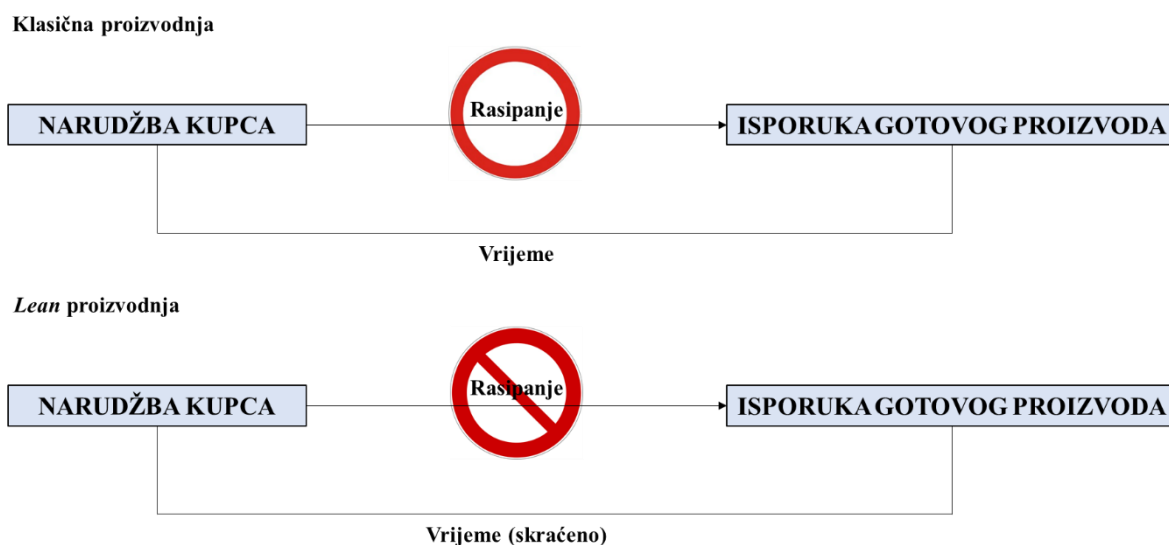 Klasična proizvodnja
NARUDŽBA KUPCA
Rasipanje
ISPORUKA GOTOVOG PROIZVODA
Vrijeme
Lean proizvodnja
NARUDŽBA KUPCA
Rasipanje
ISPORUKA GOTOVOG PROIZVODA
Vrijeme (skraćeno)